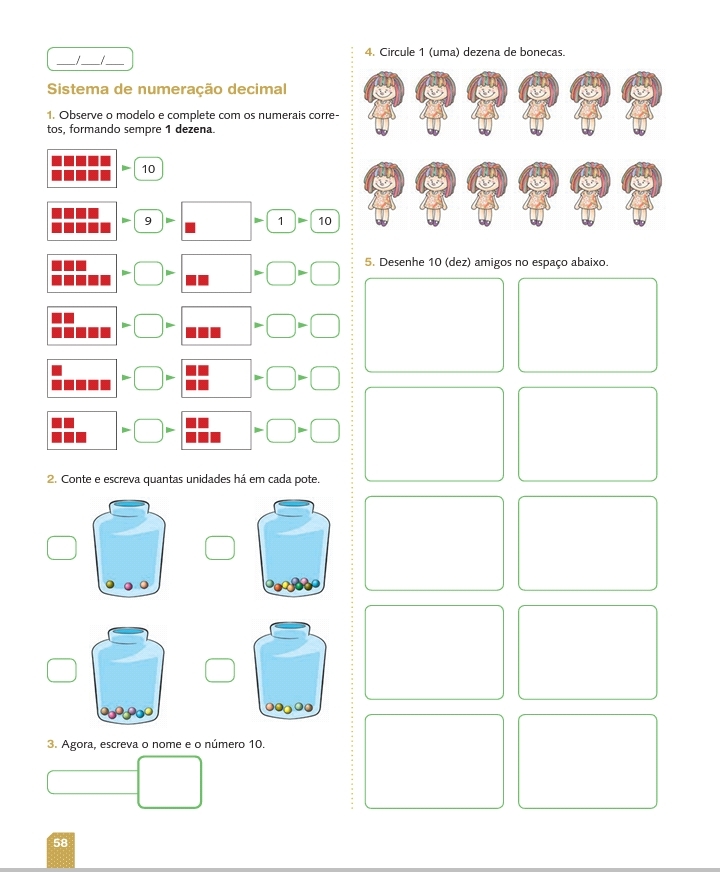 ___/___/___
Sistema de numeração decimal
1. Observe o modelo e complete com os numerais corre-
tos, formando sempre 1 dezena.
10
9 1 10
2. Conte e escreva quantas unidades há em cada pote.
3. Agora, escreva o nome e o número 10.
4. Circule 1 (uma) dezena de bonecas.
5. Desenhe 10 (dez) amigos no espaço abaixo.
58